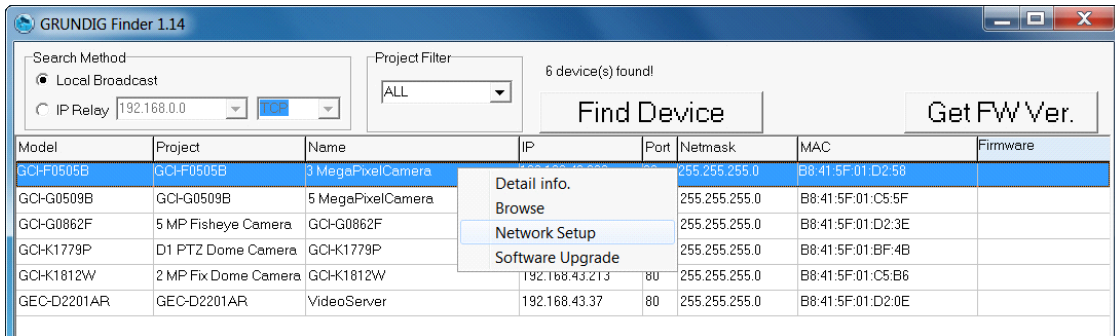 GRUNDIG Finder 1.14
Search Method
Local Broadcast
IP Relay 192.168.0.0 TCP
Project Filter
ALL
6 device(s) found!
Find Device
Get FW Ver.
Model Project Name IP Port Netmask MAC Firmware
GCI-F0505B GCI-F0505B 3 MegaPixelCamera 255.255.255.0 B8:41:5F:01:D2:58
GCI-G0509B GCI-G0509B 5 MegaPixelCamera 255.255.255.0 B8:41:5F:01:C5:5F
GCI-G0862F 5 MP Fisheye Camera GCI-G0862F 255.255.255.0 B8:41:5F:01:D2:3E
GCI-K1779P D1 PTZ Dome Camera GCI-K1779P 255.255.255.0 B8:41:5F:01:BF:4B
GCI-K1812W 2 MP Fix Dome Camera GCI-K1812W 192.168.43.213 80 255.255.255.0 B8:41:5F:01:C5:B6
GEC-D2201AR GEC-D2201AR VideoServer 192.168.43.37 80 255.255.255.0 B8:41:5F:01:D2:0E
Detail info.
Browse
Network Setup
Software Upgrade